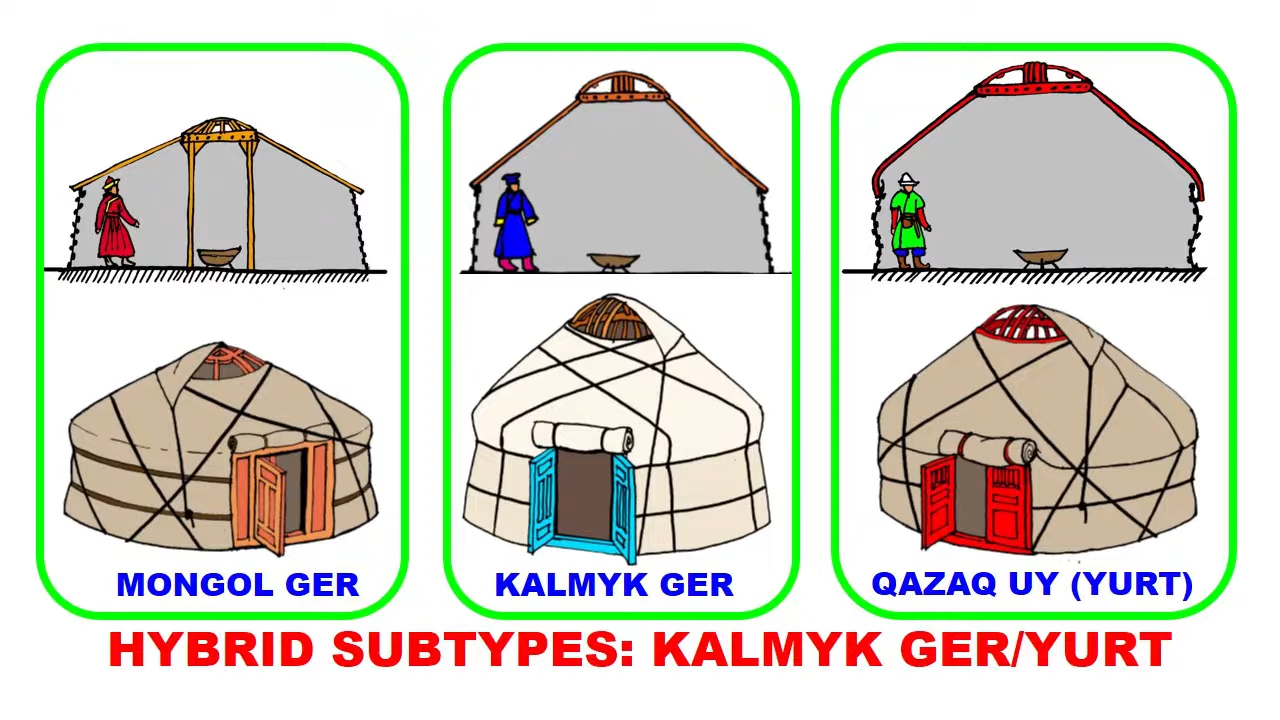 MONGOL GER
KALMYK GER
QAZAQ UY (YURT)
HYBRID SUBTYPES: KALMYK GER/YURT